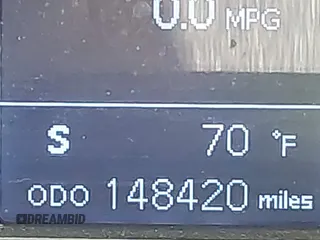 0.0 MPG
S 70 °F
ODO 148420 miles
DREAMBID